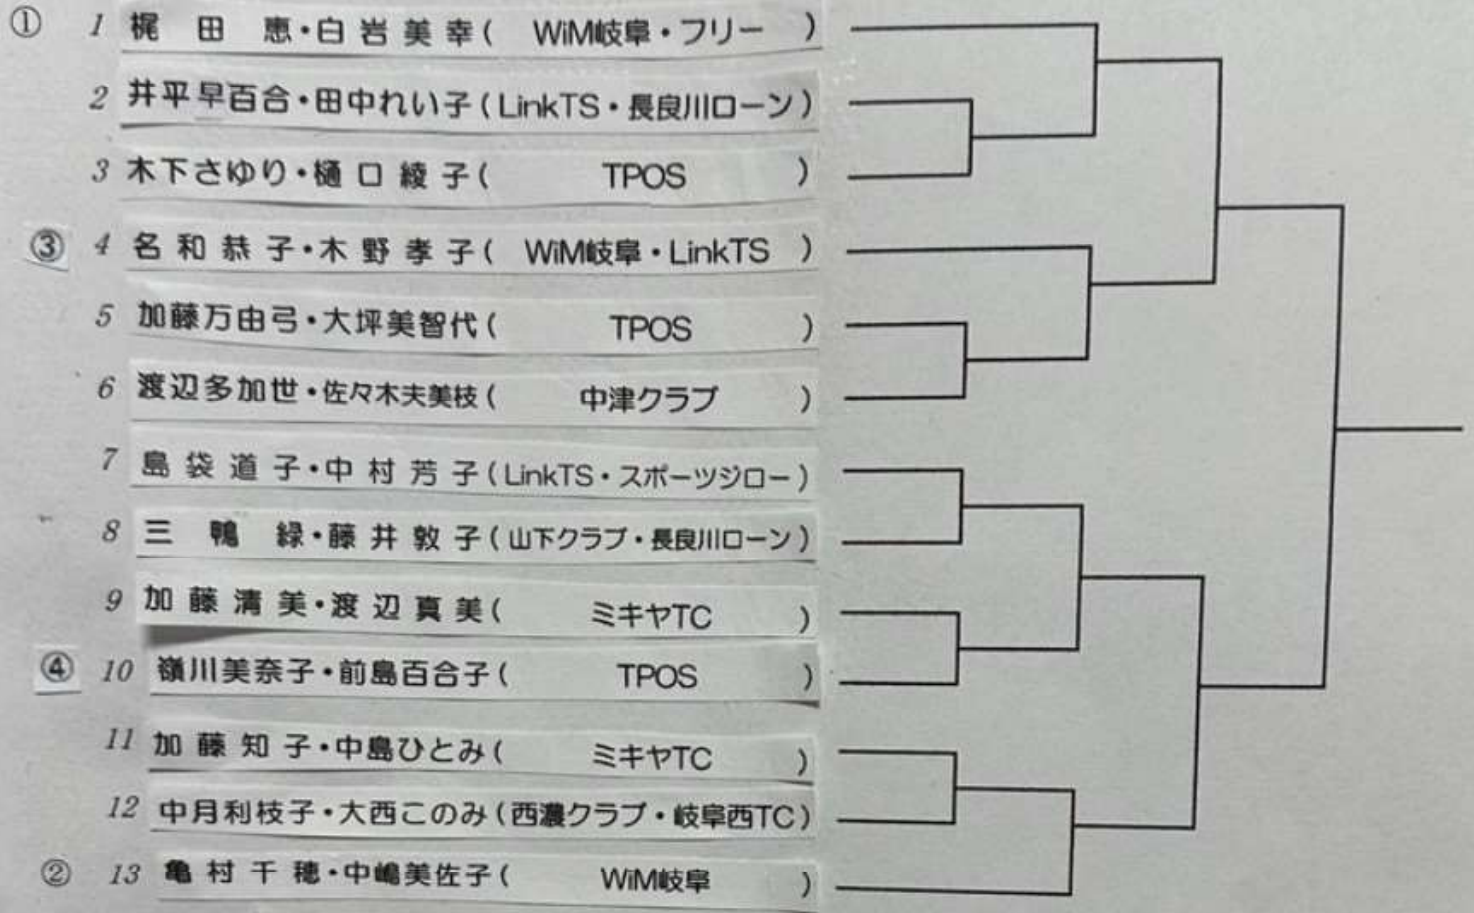 ① 1 梶田 恵・白岩美幸( WiM岐阜・フリー )
2 井平早百合・田中れい子(LinkTS・長良川ローン)
3 木下さゆり・樋口綾子( TPOS )
③ 4 名和恭子・木野孝子( WiM岐阜・LinkTS )
5 加藤万由弓・大坪美智代( TPOS )
6 渡辺多加世・佐々木夫美枝( 中津クラブ )
7 島袋道子・中村芳子(LinkTS・スポーツジロー)
8 三鴨 緑・藤井敦子(山下クラブ・長良川ローン)
9 加藤清美・渡辺真美( ミキヤTC )
④ 10 嶺川美奈子・前島百合子( TPOS )
11 加藤知子・中島ひとみ( ミキヤTC )
12 中月利枝子・大西このみ(西濃クラブ・岐阜西TC)
② 13 亀村千穂・中嶋美佐子( WiM岐阜 )